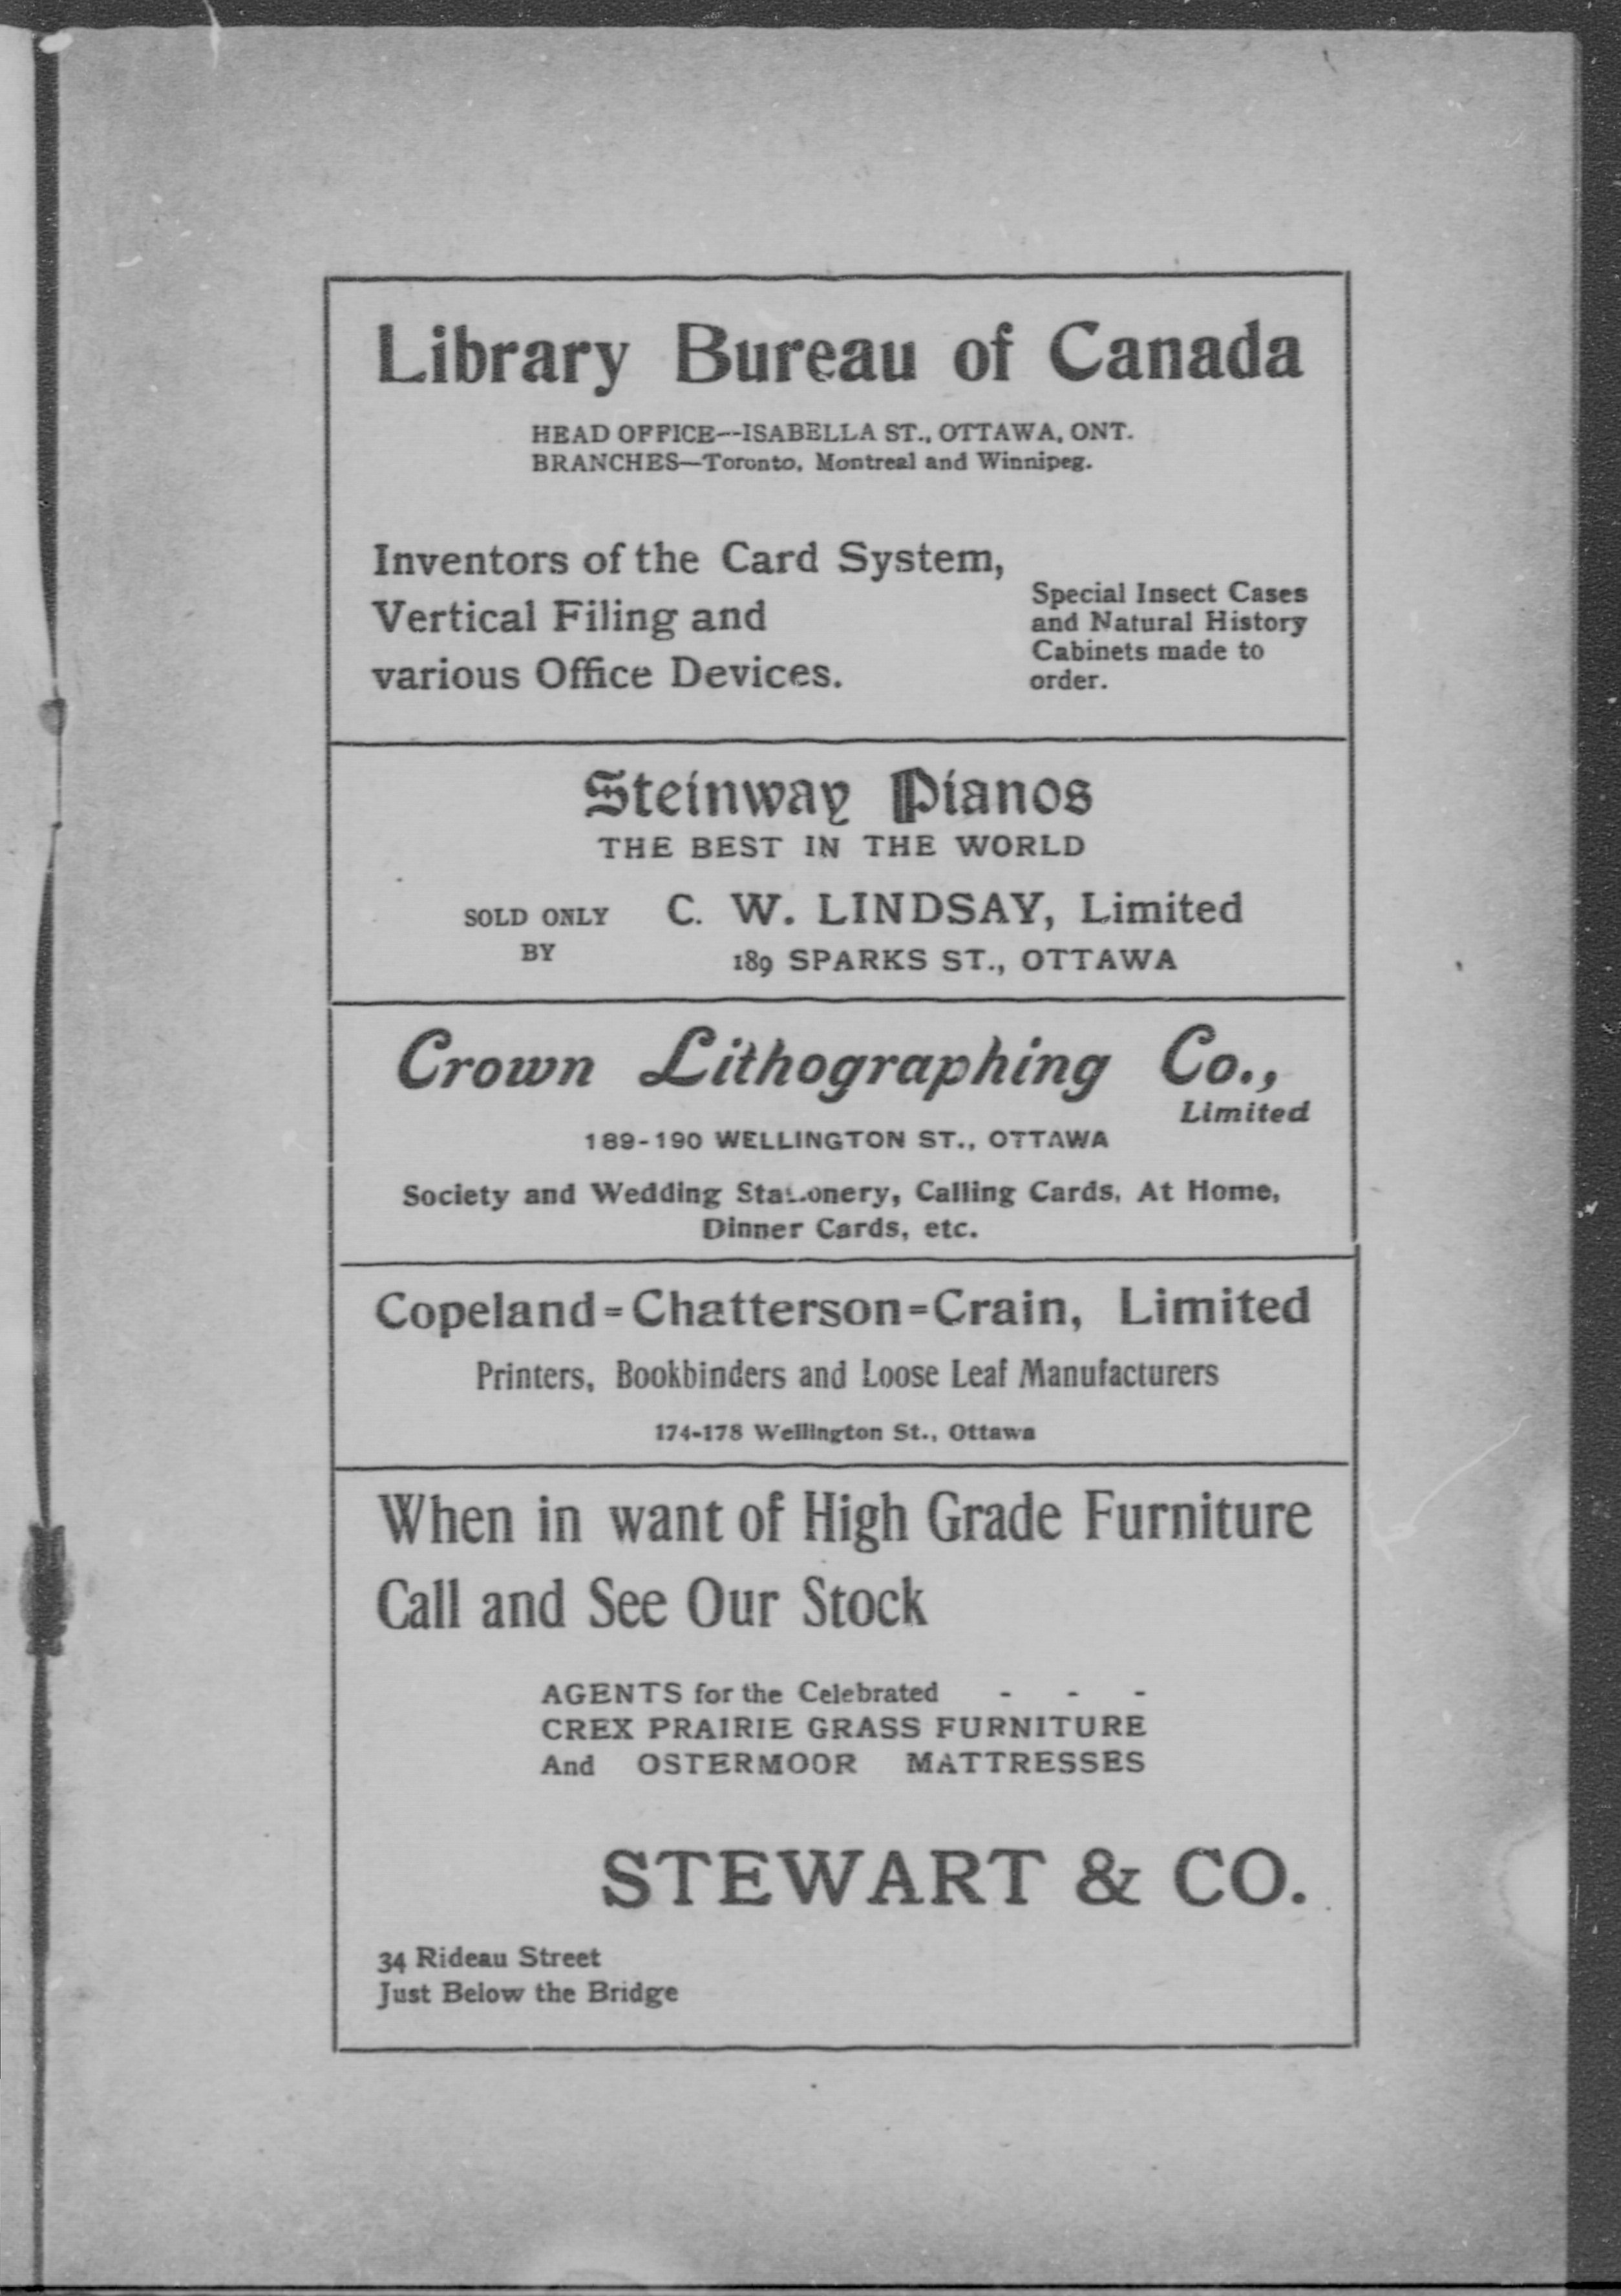 Library Bureau of Canada
HEAD OFFICE--ISABELLA ST., OTTAWA, ONT.
BRANCHES—Toronto, Montreal and Winnipeg.
Inventors of the Card System,
Vertical Filing and
various Office Devices.
Special Insect Cases
and Natural History
Cabinets made to
order.
Steinway Pianos
THE BEST IN THE WORLD
SOLD ONLY
BY
C. W. LINDSAY, Limited
189 SPARKS ST., OTTAWA
Crown Lithographing Co.,
Limited
189-190 WELLINGTON ST., OTTAWA
Society and Wedding Stationery, Calling Cards, At Home,
Dinner Cards, etc.
Copeland=Chatterson=Crain, Limited
Printers, Bookbinders and Loose Leaf Manufacturers
174-178 Wellington St., Ottawa
When in want of High Grade Furniture
Call and See Our Stock
AGENTS for the Celebrated - - -
CREX PRAIRIE GRASS FURNITURE
And OSTERMOOR MATTRESSES
STEWART & CO.
34 Rideau Street
Just Below the Bridge